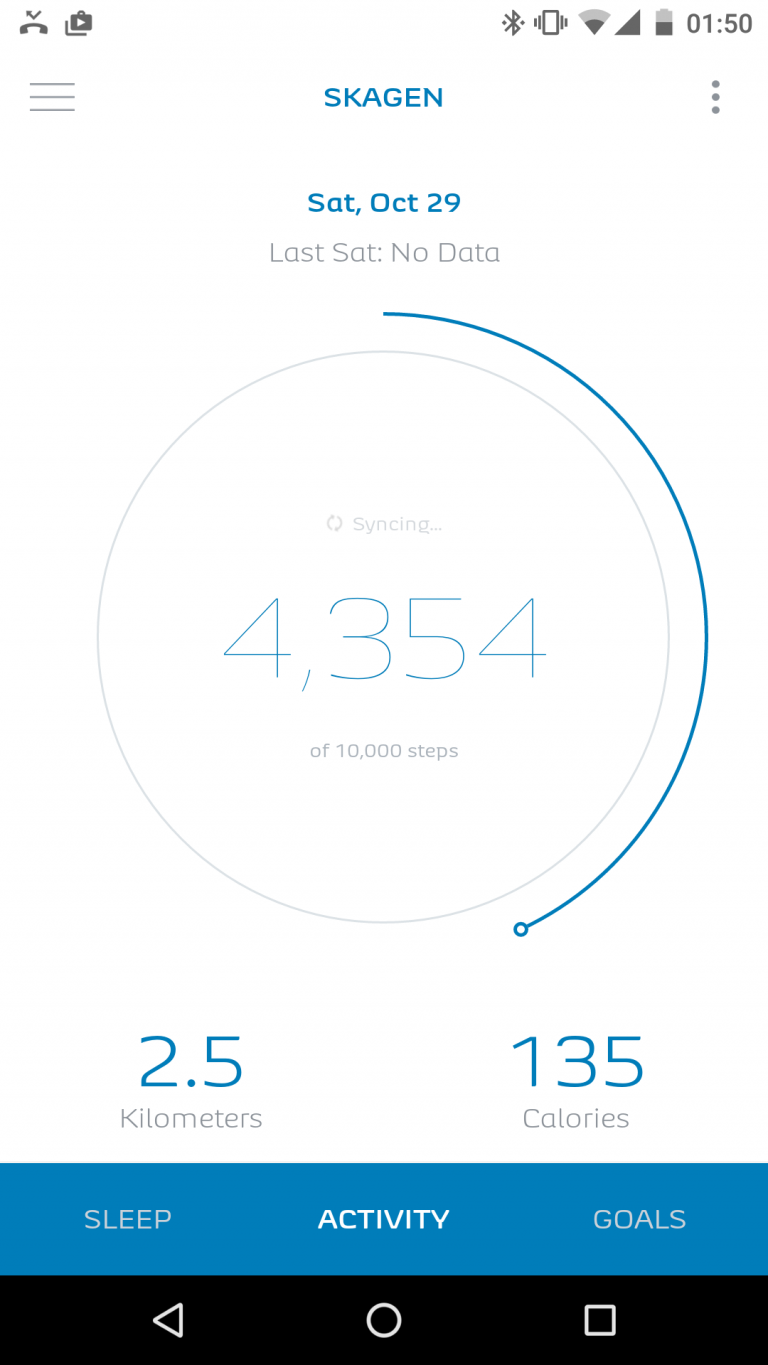 01:50
SKAGEN
Sat, Oct 29
Last Sat: No Data
Syncing...
4,354
of 10,000 steps
2.5
Kilometers
135
Calories
SLEEP ACTIVITY GOALS